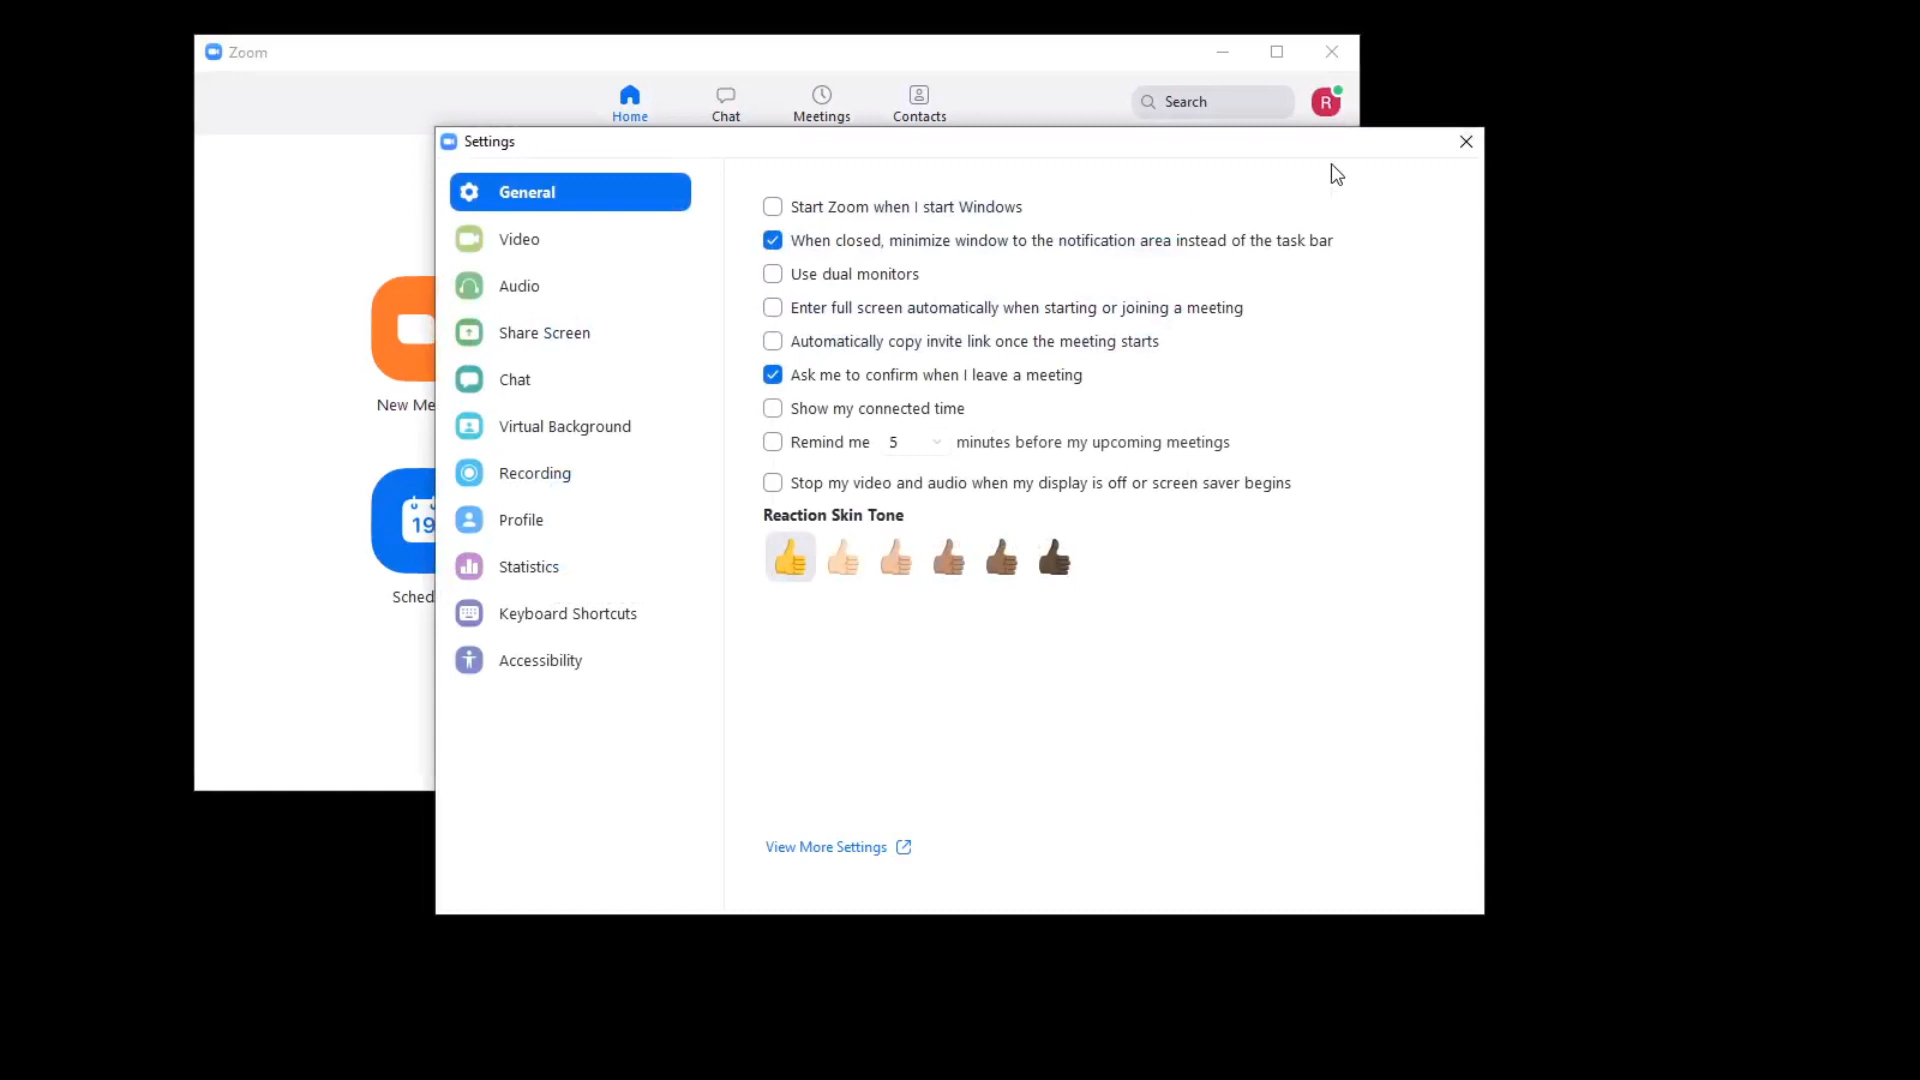 Zoom
Home
Chat
Meetings
Contacts
Search
R
Settings
General
Video
Audio
Share Screen
Chat
Virtual Background
Recording
Profile
Statistics
Keyboard Shortcuts
Accessibility
Start Zoom when I start Windows
When closed, minimize window to the notification area instead of the task bar
Use dual monitors
Enter full screen automatically when starting or joining a meeting
Automatically copy invite link once the meeting starts
Ask me to confirm when I leave a meeting
Show my connected time
Remind me 5 minutes before my upcoming meetings
Stop my video and audio when my display is off or screen saver begins
Reaction Skin Tone
View More Settings
New Me
19
Sched